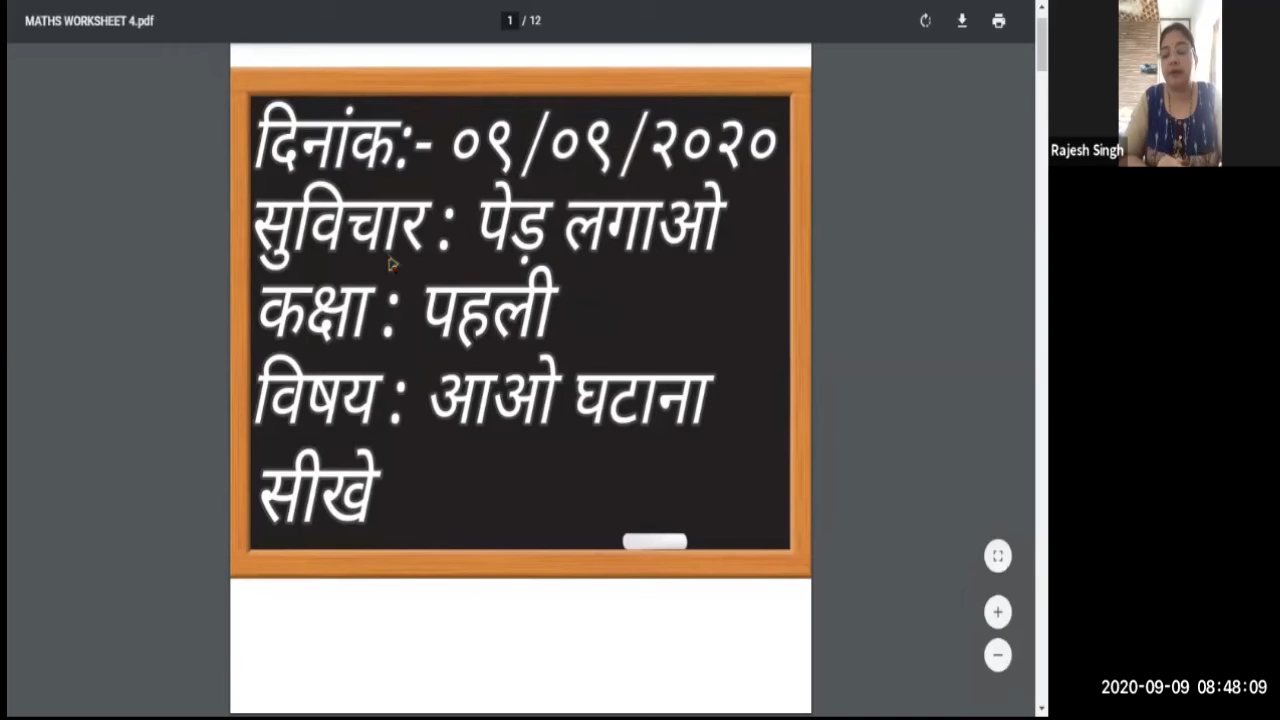 MATHS WORKSHEET 4.pdf
1 / 12
दिनांक:- ०९/०९/२०२०
सुविचार : पेड़ लगाओ
कक्षा : पहली
विषय : आओ घटाना
सीखे
Rajesh Singh
2020-09-09 08:48:09